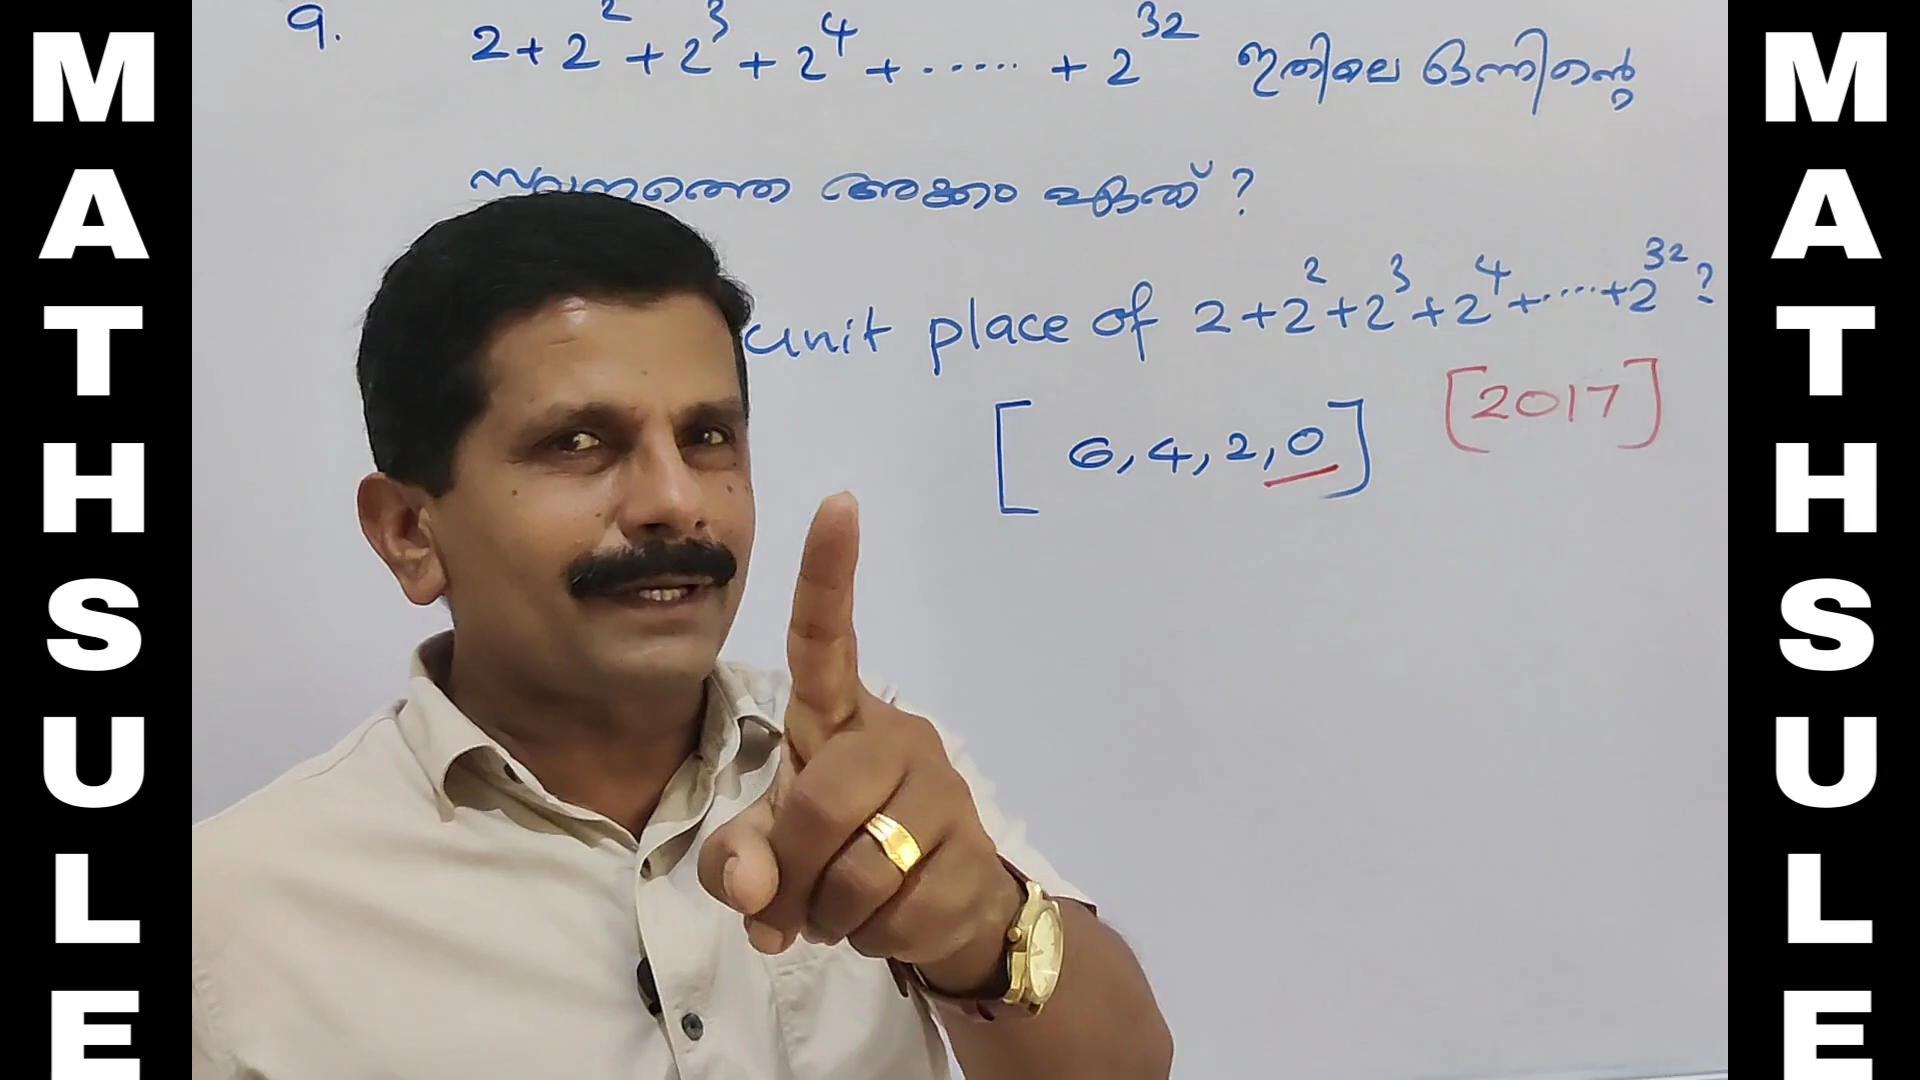 MATHSULE
9. 2 + 2² + 2³ + 2⁴ + ...... + 2³² ഇതിലെ ഒന്നിന്റെ
സ്ഥാനത്തെ അക്കം ഏത് ?
unit place of 2+2²+2³+2⁴+.....+2³² ?
[2017]
[6, 4, 2, 0]
MATHSULE